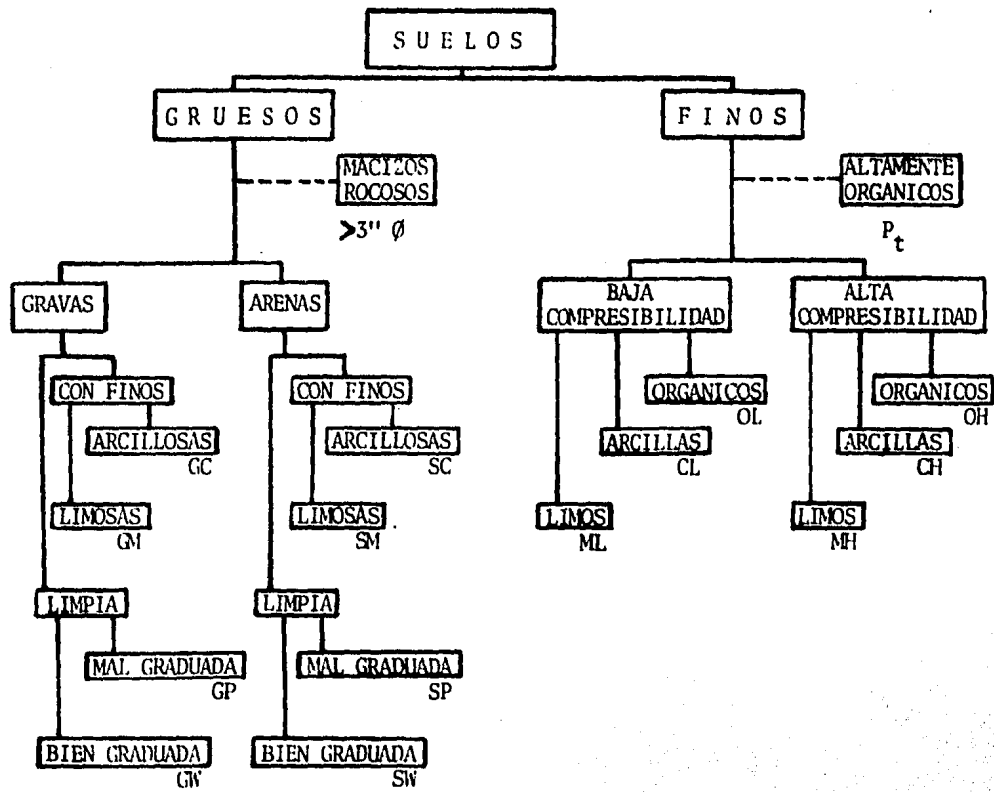 SUELOS
GRUESOS
FINOS
MACIZOS
ROCOSOS
>3" Ø
ALTAMENTE
ORGANICOS
Pt
GRAVAS
ARENAS
BAJA
COMPRESIBILIDAD
ALTA
COMPRESIBILIDAD
CON FINOS
ARCILLOSAS
GC
LIMOSAS
GM
LIMPIA
MAL GRADUADA
GP
BIEN GRADUADA
GW
CON FINOS
ARCILLOSAS
SC
LIMOSAS
SM
LIMPIA
MAL GRADUADA
SP
BIEN GRADUADA
SW
ORGANICOS
OL
ARCILLAS
CL
LIMOS
ML
ORGANICOS
OH
ARCILLAS
CH
LIMOS
MH